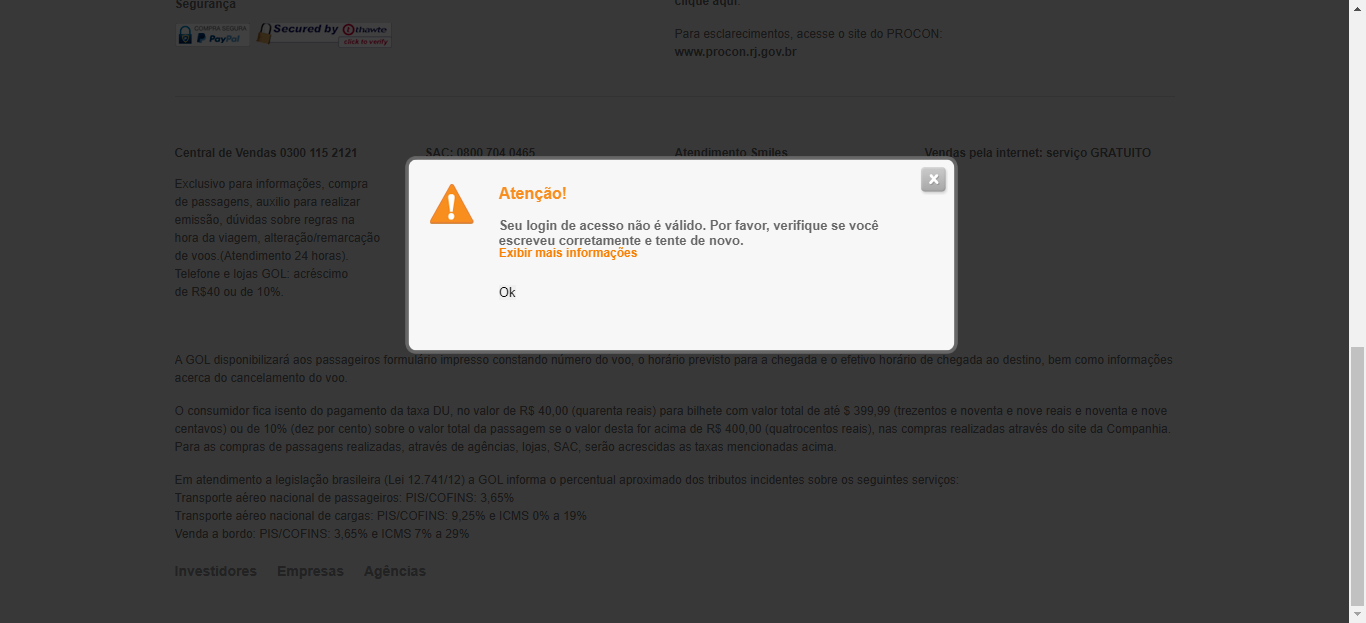 Segurança
clique aqui.
COMPRA SEGURA
PayPal
Secured by thawte
click to verify
Para esclarecimentos, acesse o site do PROCON:
www.procon.rj.gov.br
Central de Vendas 0300 115 2121
SAC: 0800 704 0465
Atendimento Smiles
Vendas pela internet: serviço GRATUITO
Exclusivo para informações, compra
de passagens, auxílio para realizar
emissão, dúvidas sobre regras na
hora da viagem, alteração/remarcação
de voos.(Atendimento 24 horas).
Telefone e lojas GOL: acréscimo
de R$40 ou de 10%.
Atenção!
Seu login de acesso não é válido. Por favor, verifique se você
escreveu corretamente e tente de novo.
Exibir mais informações
Ok
A GOL disponibilizará aos passageiros formulário impresso constando número do voo, o horário previsto para a chegada e o efetivo horário de chegada ao destino, bem como informações
acerca do cancelamento do voo.
O consumidor fica isento do pagamento da taxa DU, no valor de R$ 40,00 (quarenta reais) para bilhete com valor total de até $ 399,99 (trezentos e noventa e nove reais e noventa e nove
centavos) ou de 10% (dez por cento) sobre o valor total da passagem se o valor desta for acima de R$ 400,00 (quatrocentos reais), nas compras realizadas através do site da Companhia.
Para as compras de passagens realizadas, através de agências, lojas, SAC, serão acrescidas as taxas mencionadas acima.
Em atendimento a legislação brasileira (Lei 12.741/12) a GOL informa o percentual aproximado dos tributos incidentes sobre os seguintes serviços:
Transporte aéreo nacional de passageiros: PIS/COFINS: 3,65%
Transporte aéreo nacional de cargas: PIS/COFINS: 9,25% e ICMS 0% a 19%
Venda a bordo: PIS/COFINS: 3,65% e ICMS 7% a 29%
Investidores Empresas Agências